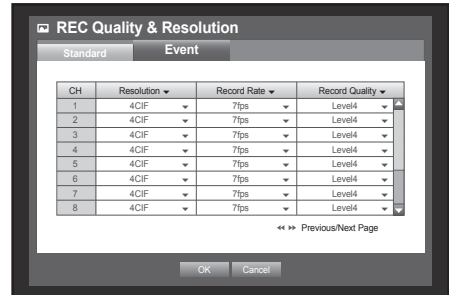 REC Quality & Resolution
Standard Event
CH Resolution Record Rate Record Quality
1 4CIF 7fps Level4
2 4CIF 7fps Level4
3 4CIF 7fps Level4
4 4CIF 7fps Level4
5 4CIF 7fps Level4
6 4CIF 7fps Level4
7 4CIF 7fps Level4
8 4CIF 7fps Level4
Previous/Next Page
OK Cancel